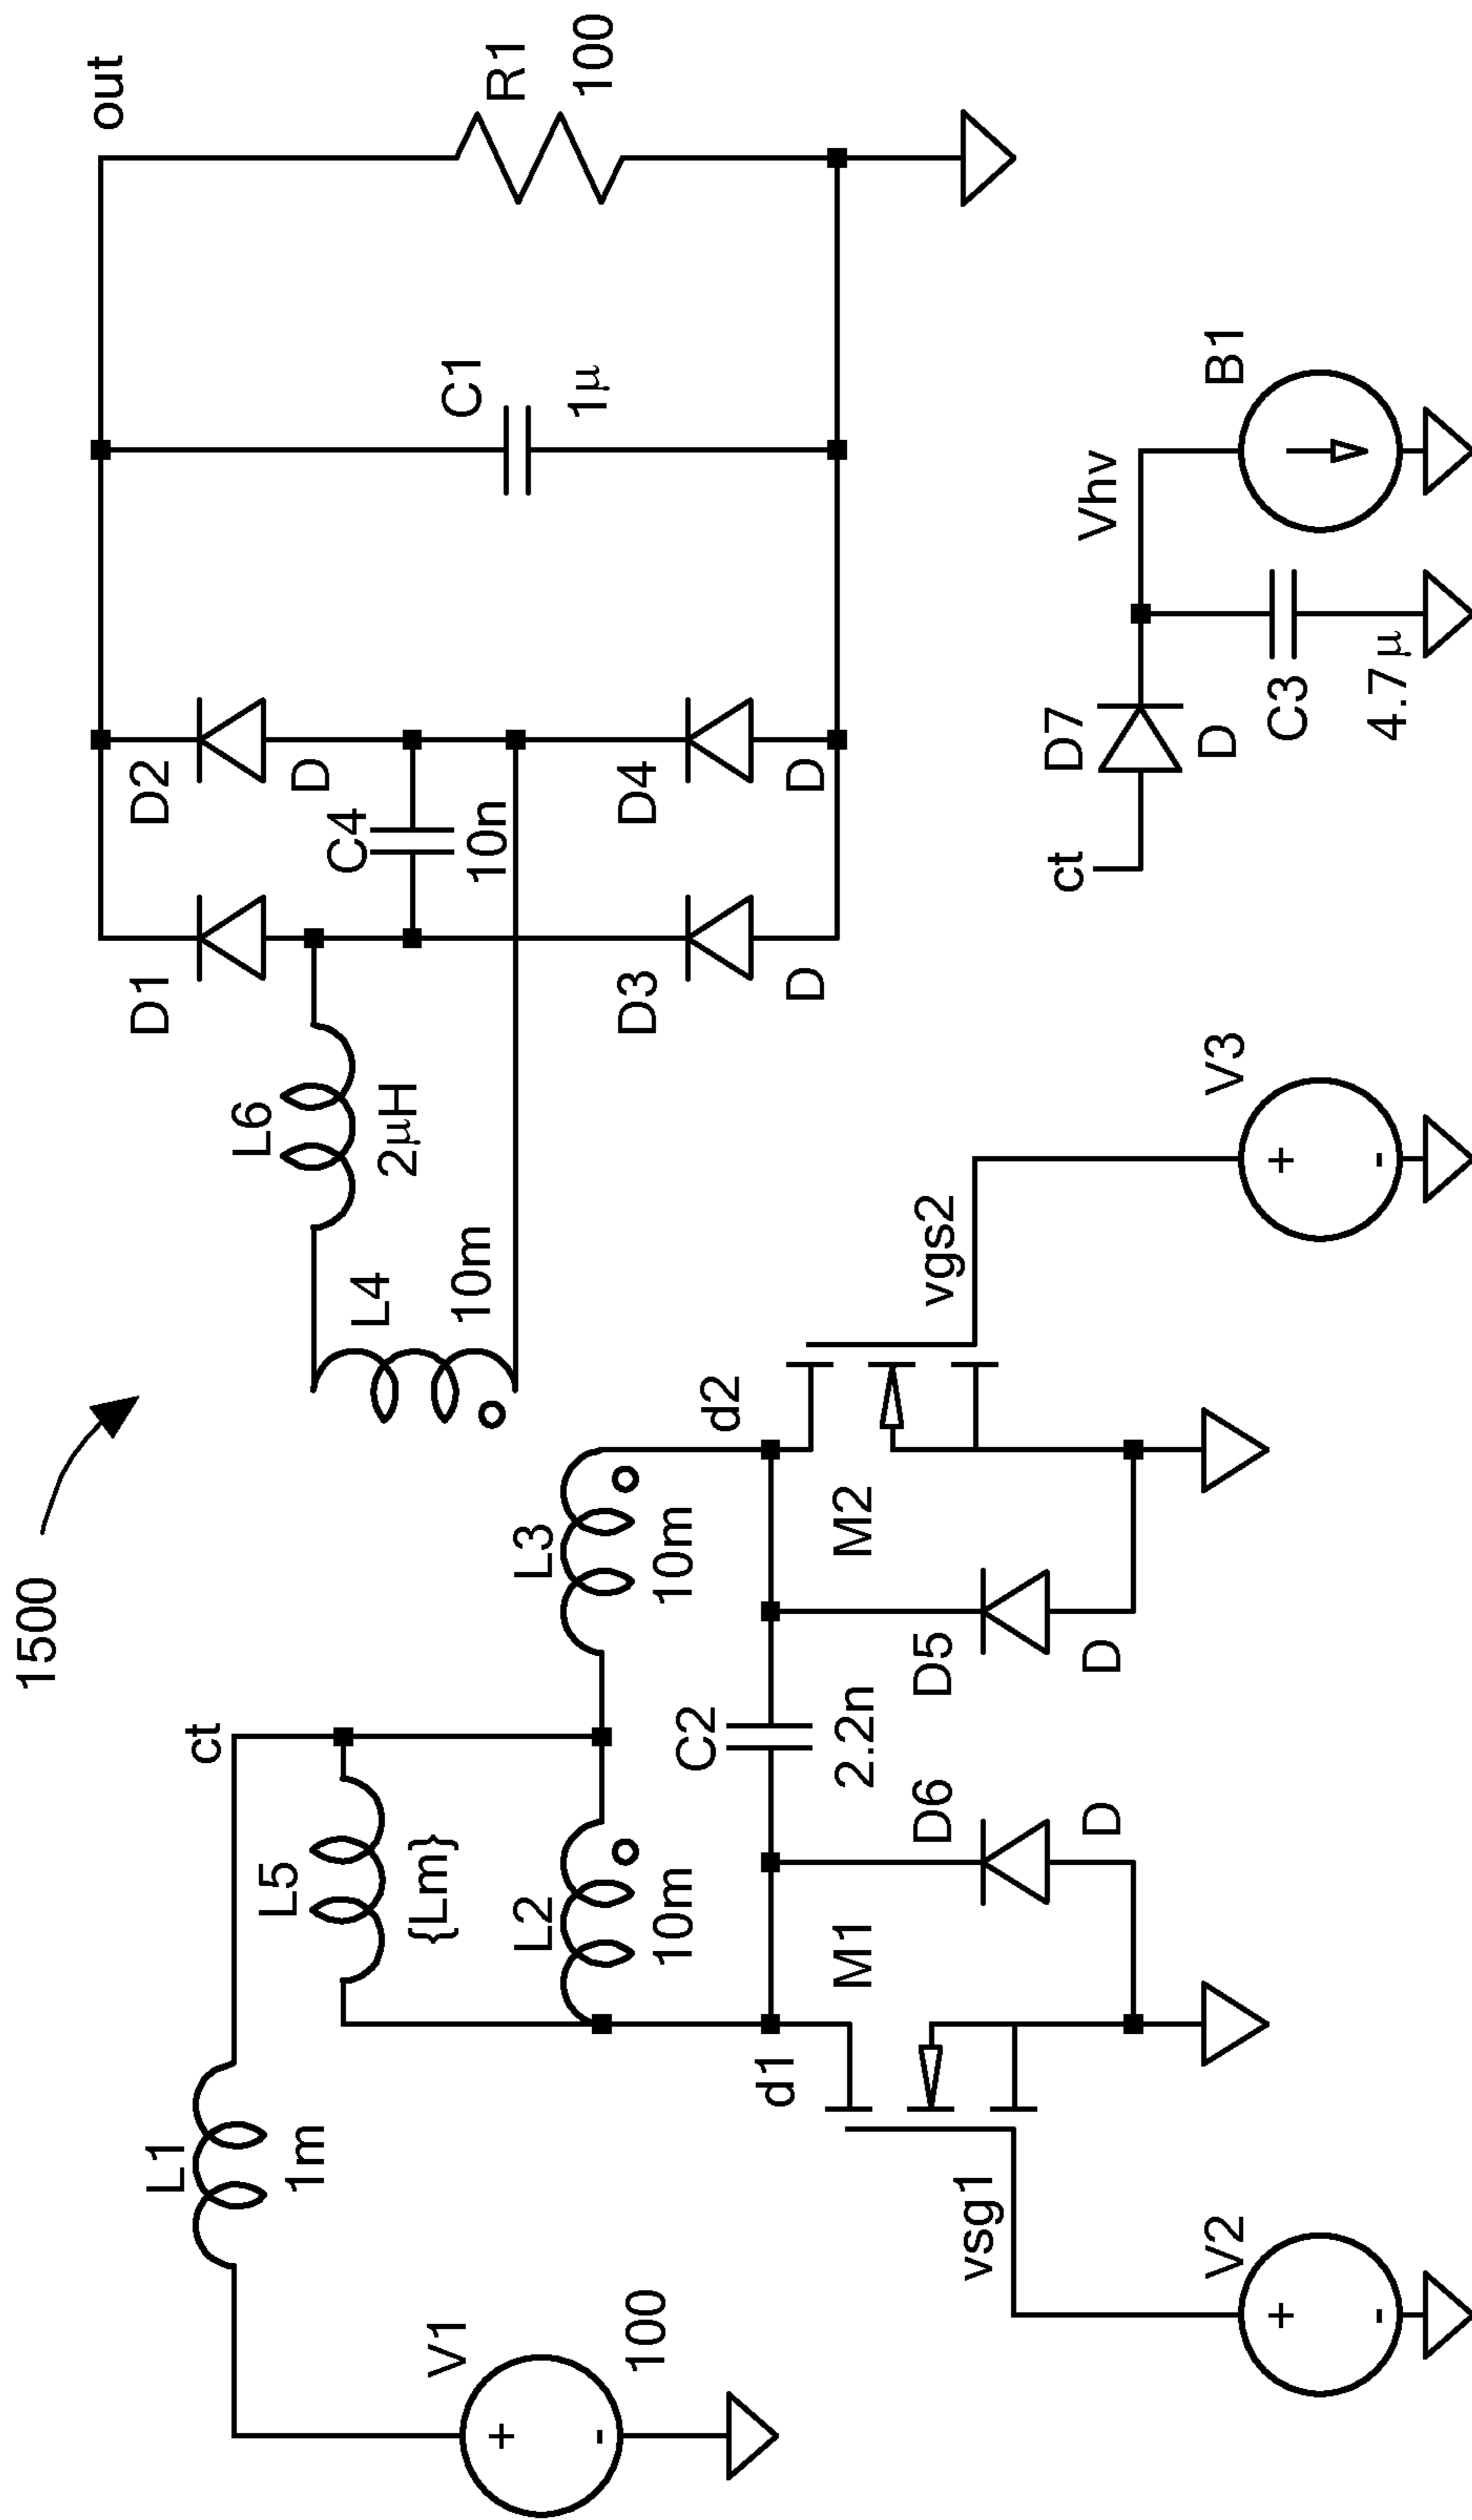 1500
V1
100
L1
1m
ct
L5
{Lm}
L2
10m
L3
10m
L4
10m
L6
2µH
D1
D2
D
C4
10n
D3
D
D4
D
C1
1µ
out
R1
100
d1
M1
vsg1
V2
+
-
D6
D
C2
2.2n
D5
D
d2
M2
vgs2
V3
+
-
+
-
ct
D7
D
Vhv
C3
4.7µ
B1